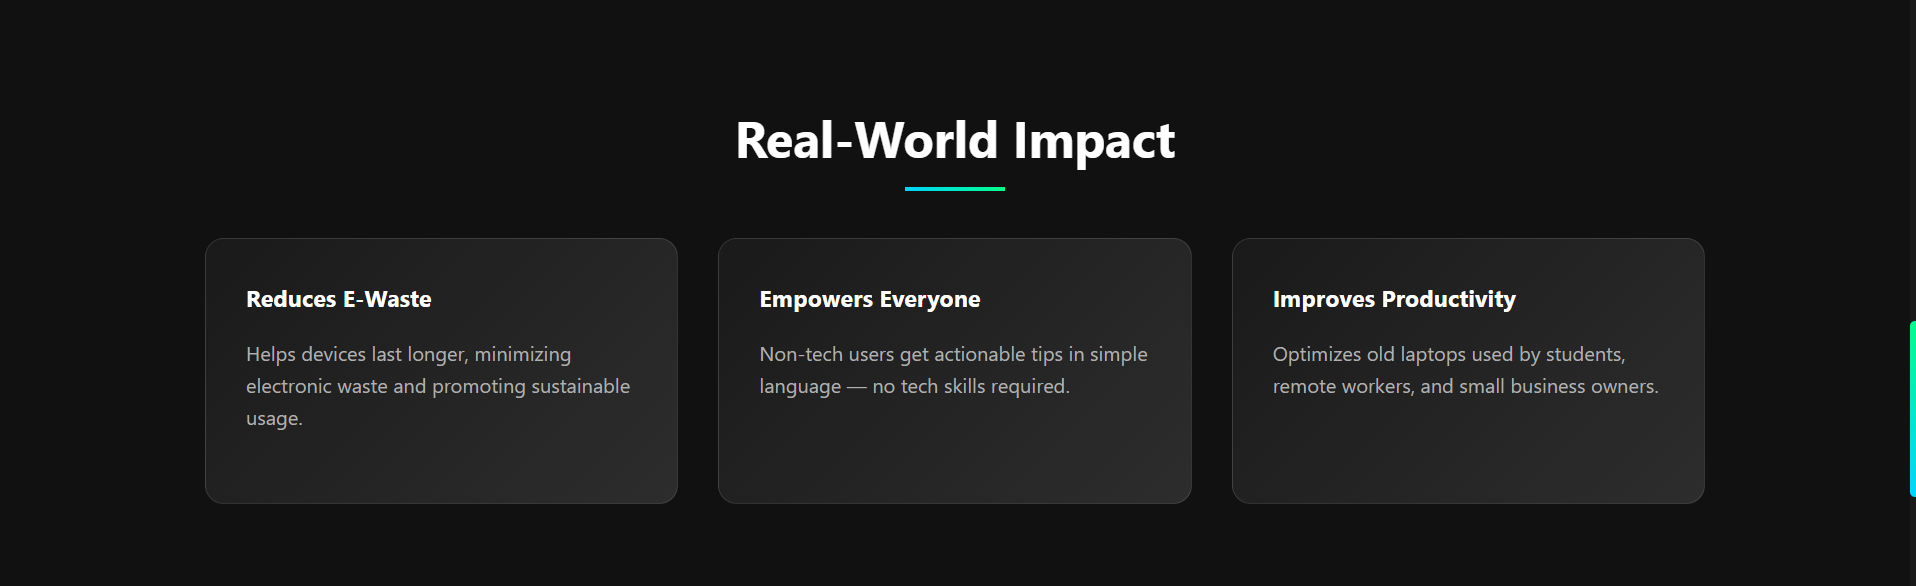 Real-World Impact
Reduces E-Waste
Helps devices last longer, minimizing
electronic waste and promoting sustainable
usage.
Empowers Everyone
Non-tech users get actionable tips in simple
language — no tech skills required.
Improves Productivity
Optimizes old laptops used by students,
remote workers, and small business owners.